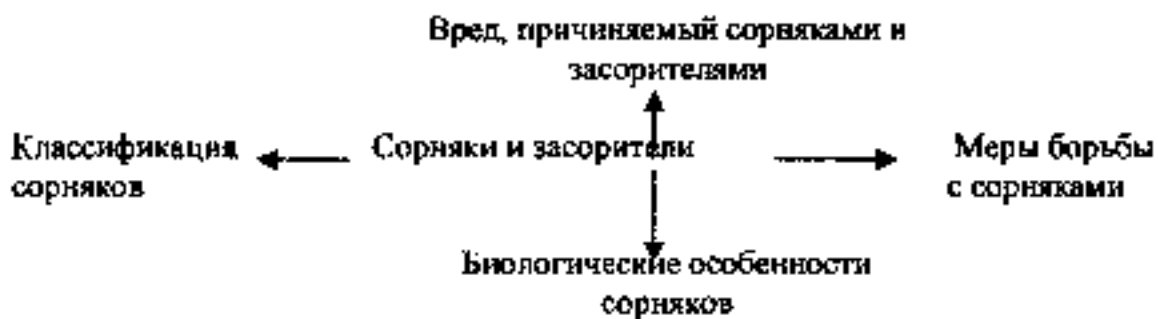 Вред, причиняемый сорняками и
засорителями
Классификация
сорняков
Сорняки и засорители
Меры борьбы
с сорняками
Биологические особенности
сорняков